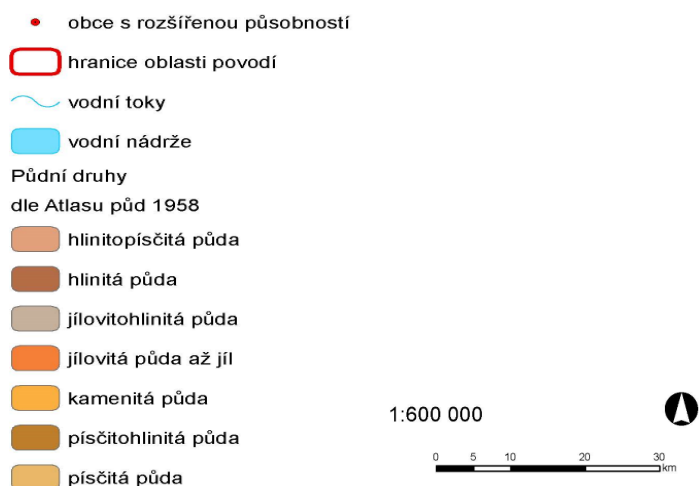 obce s rozšířenou působností
hranice oblasti povodí
vodní toky
vodní nádrže
Půdní druhy
dle Atlasu půd 1958
hlinitopísčitá půda
hlinitá půda
jílovitohlinitá půda
jílovitá půda až jíl
kamenitá půda
písčitohlinitá půda
písčitá půda
1:600 000
0 5 10 20 30
km